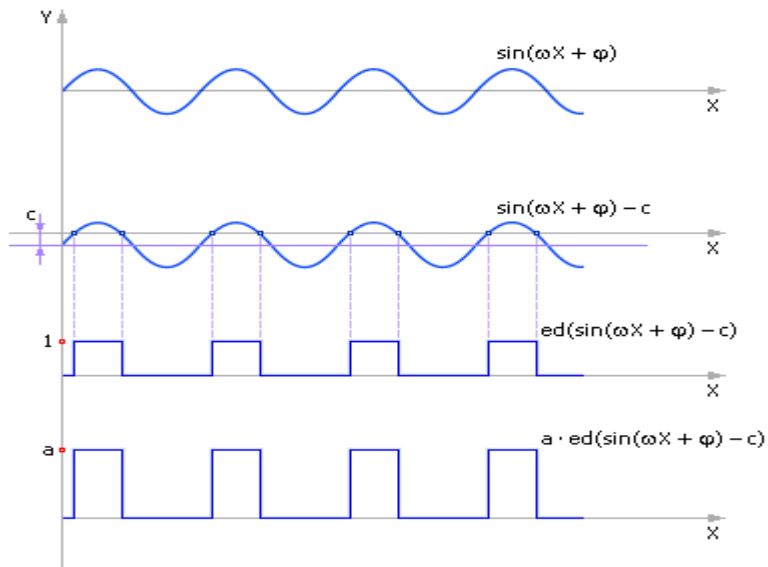 Y
sin(ωX + φ)
X
c
sin(ωX + φ) – c
X
1
ed(sin(ωX + φ) – c)
X
a
a · ed(sin(ωX + φ) – c)
X